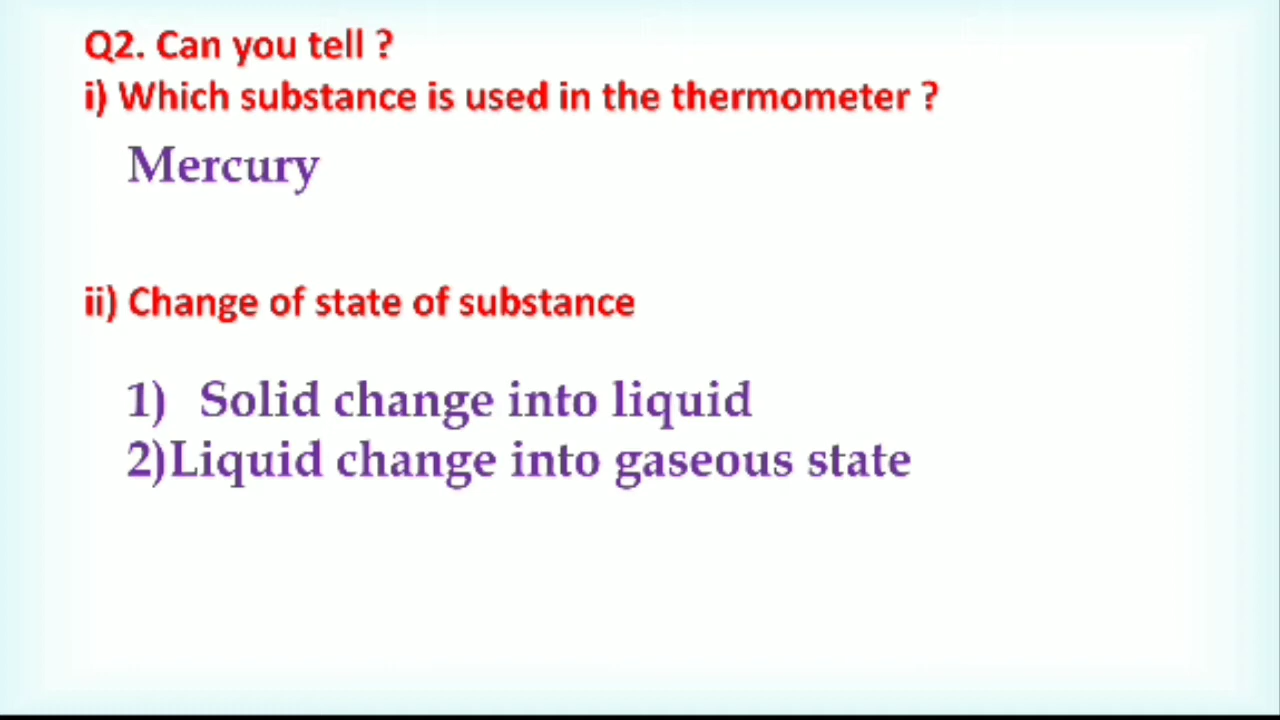 Q2. Can you tell ?
i) Which substance is used in the thermometer ?
Mercury
ii) Change of state of substance
1) Solid change into liquid
2)Liquid change into gaseous state